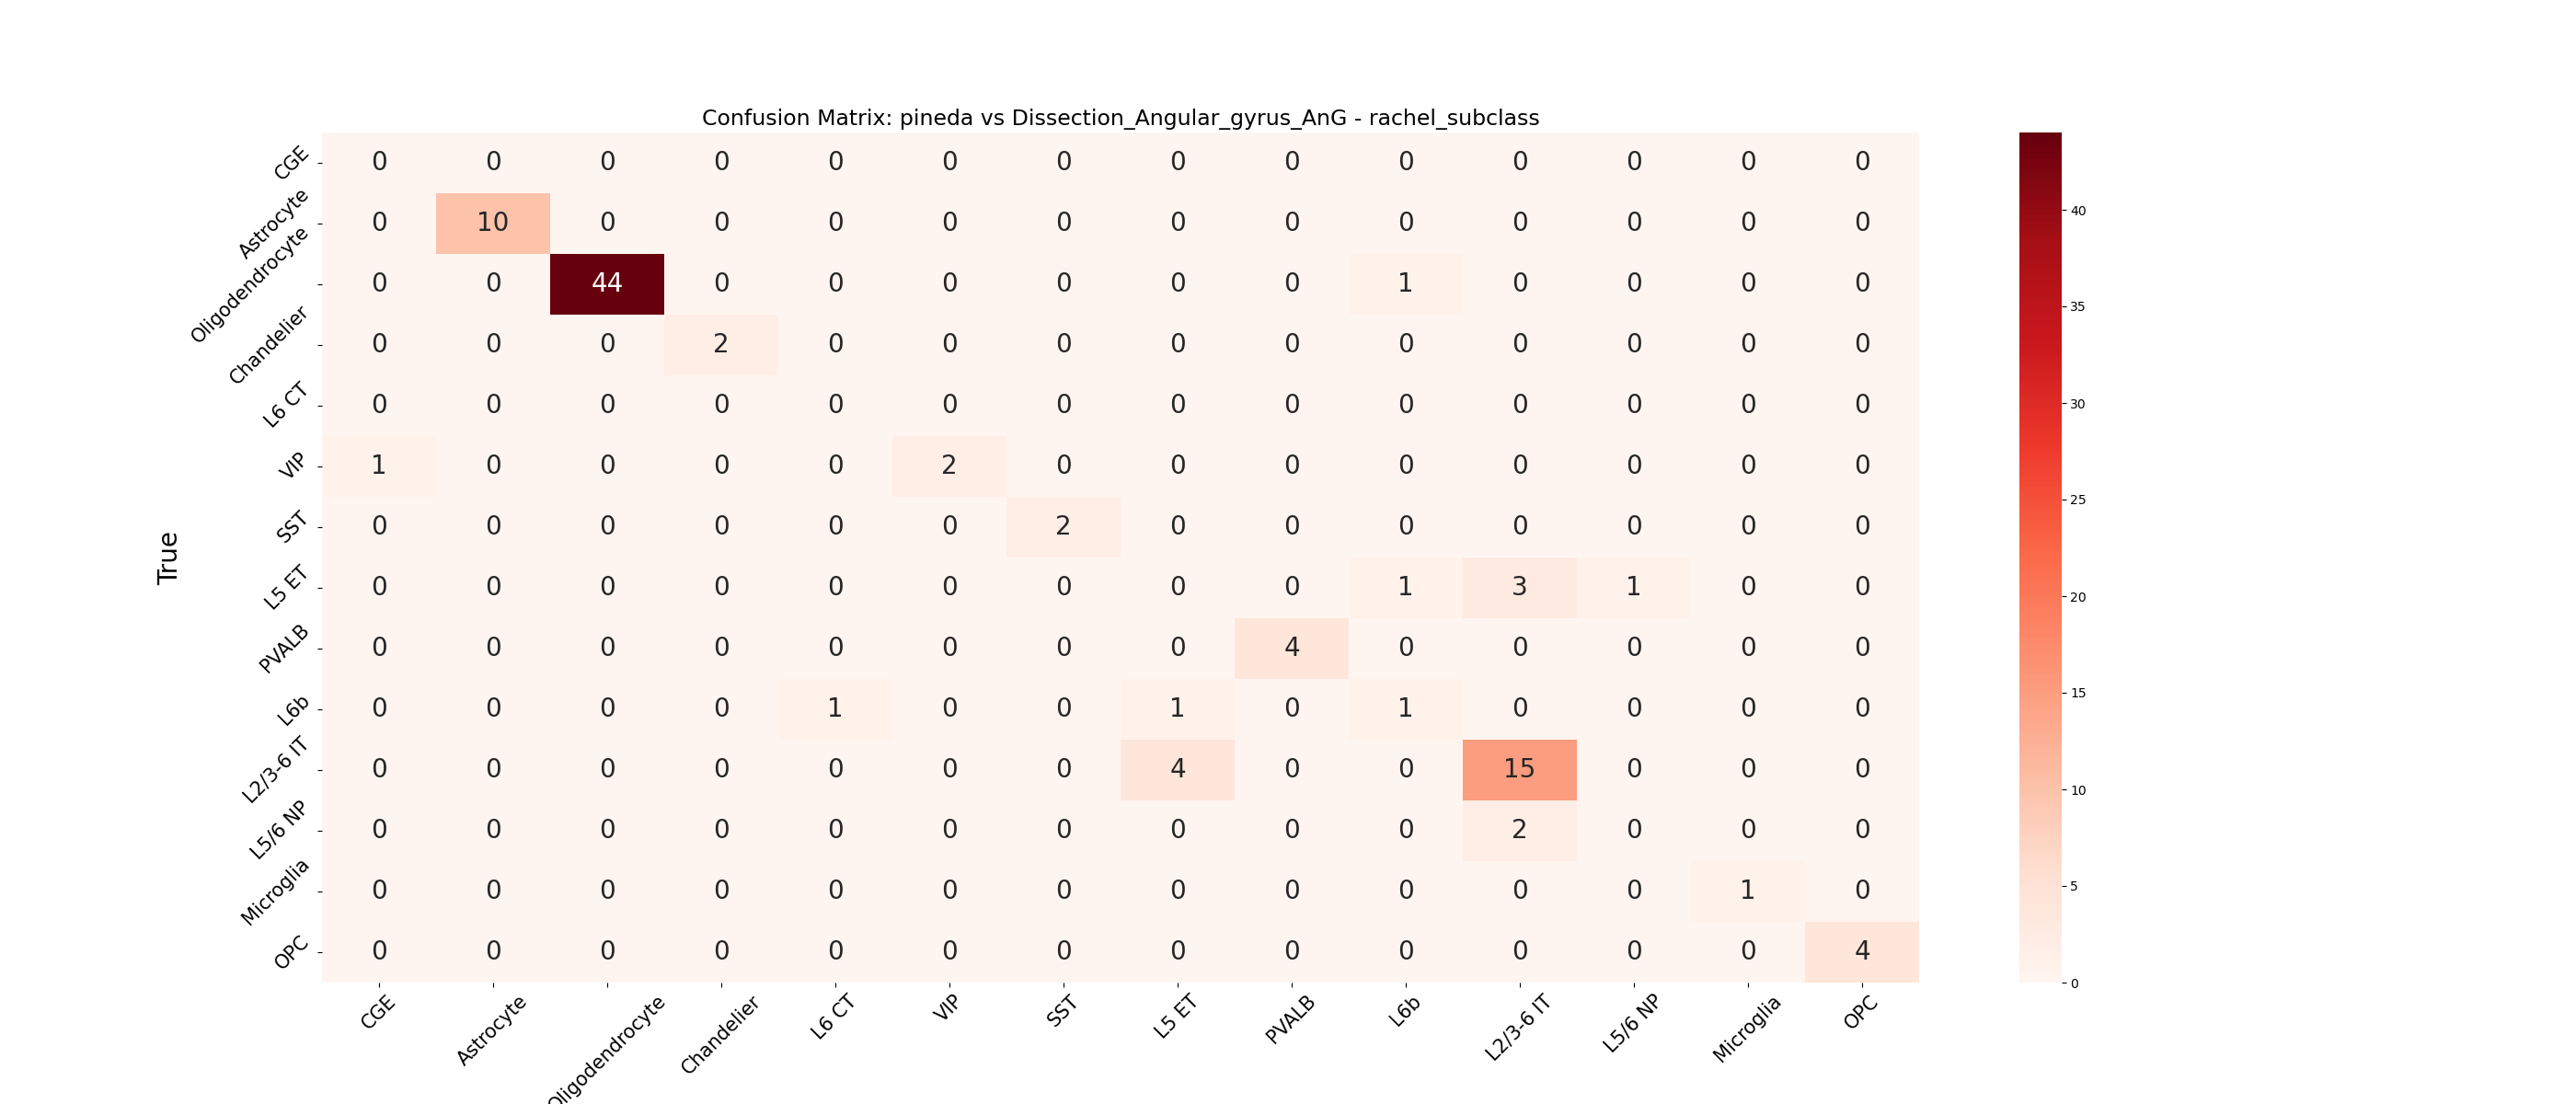 Confusion Matrix: pineda vs Dissection_Angular_gyrus_AnG - rachel_subclass
True
CGE 0 0 0 0 0 0 0 0 0 0 0 0 0 0
Astrocyte 0 10 0 0 0 0 0 0 0 0 0 0 0 0
Oligodendrocyte 0 0 44 0 0 0 0 0 0 1 0 0 0 0
Chandelier 0 0 0 2 0 0 0 0 0 0 0 0 0 0
L6 CT 0 0 0 0 0 0 0 0 0 0 0 0 0 0
VIP 1 0 0 0 0 2 0 0 0 0 0 0 0 0
SST 0 0 0 0 0 0 2 0 0 0 0 0 0 0
L5 ET 0 0 0 0 0 0 0 0 0 1 3 1 0 0
PVALB 0 0 0 0 0 0 0 0 4 0 0 0 0 0
L6b 0 0 0 0 1 0 0 1 0 1 0 0 0 0
L2/3-6 IT 0 0 0 0 0 0 0 4 0 0 15 0 0 0
L5/6 NP 0 0 0 0 0 0 0 0 0 0 2 0 0 0
Microglia 0 0 0 0 0 0 0 0 0 0 0 0 1 0
OPC 0 0 0 0 0 0 0 0 0 0 0 0 0 4
CGE Astrocyte Oligodendrocyte Chandelier L6 CT VIP SST L5 ET PVALB L6b L2/3-6 IT L5/6 NP Microglia OPC
40
35
30
25
20
15
10
5
0